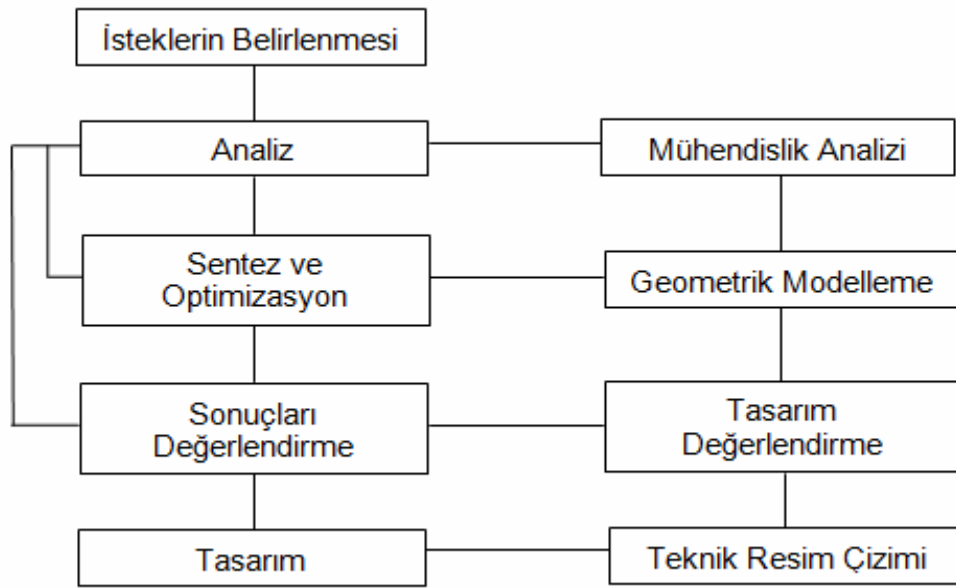 İsteklerin Belirlenmesi
Analiz
Mühendislik Analizi
Sentez ve
Optimizasyon
Geometrik Modelleme
Sonuçları
Değerlendirme
Tasarım
Değerlendirme
Tasarım
Teknik Resim Çizimi